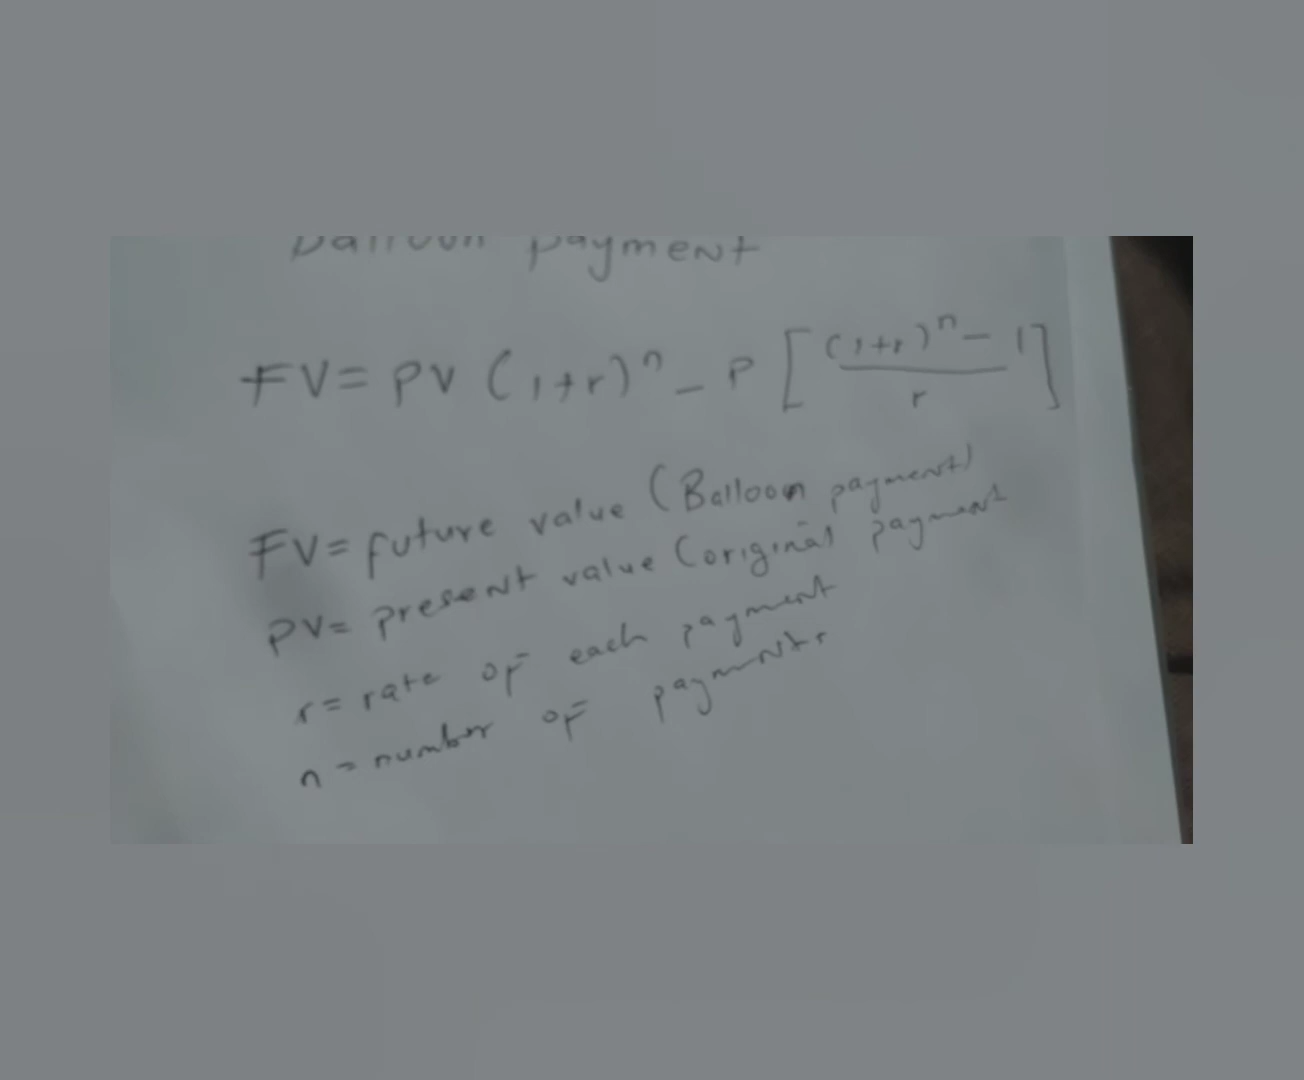 Balloon payment
FV= PV (1+r)^n - P [ ((1+r)^n - 1) / r ]
FV= future value (Balloon payment)
PV= present value (original payment
r= rate of each payment
n = number of payments